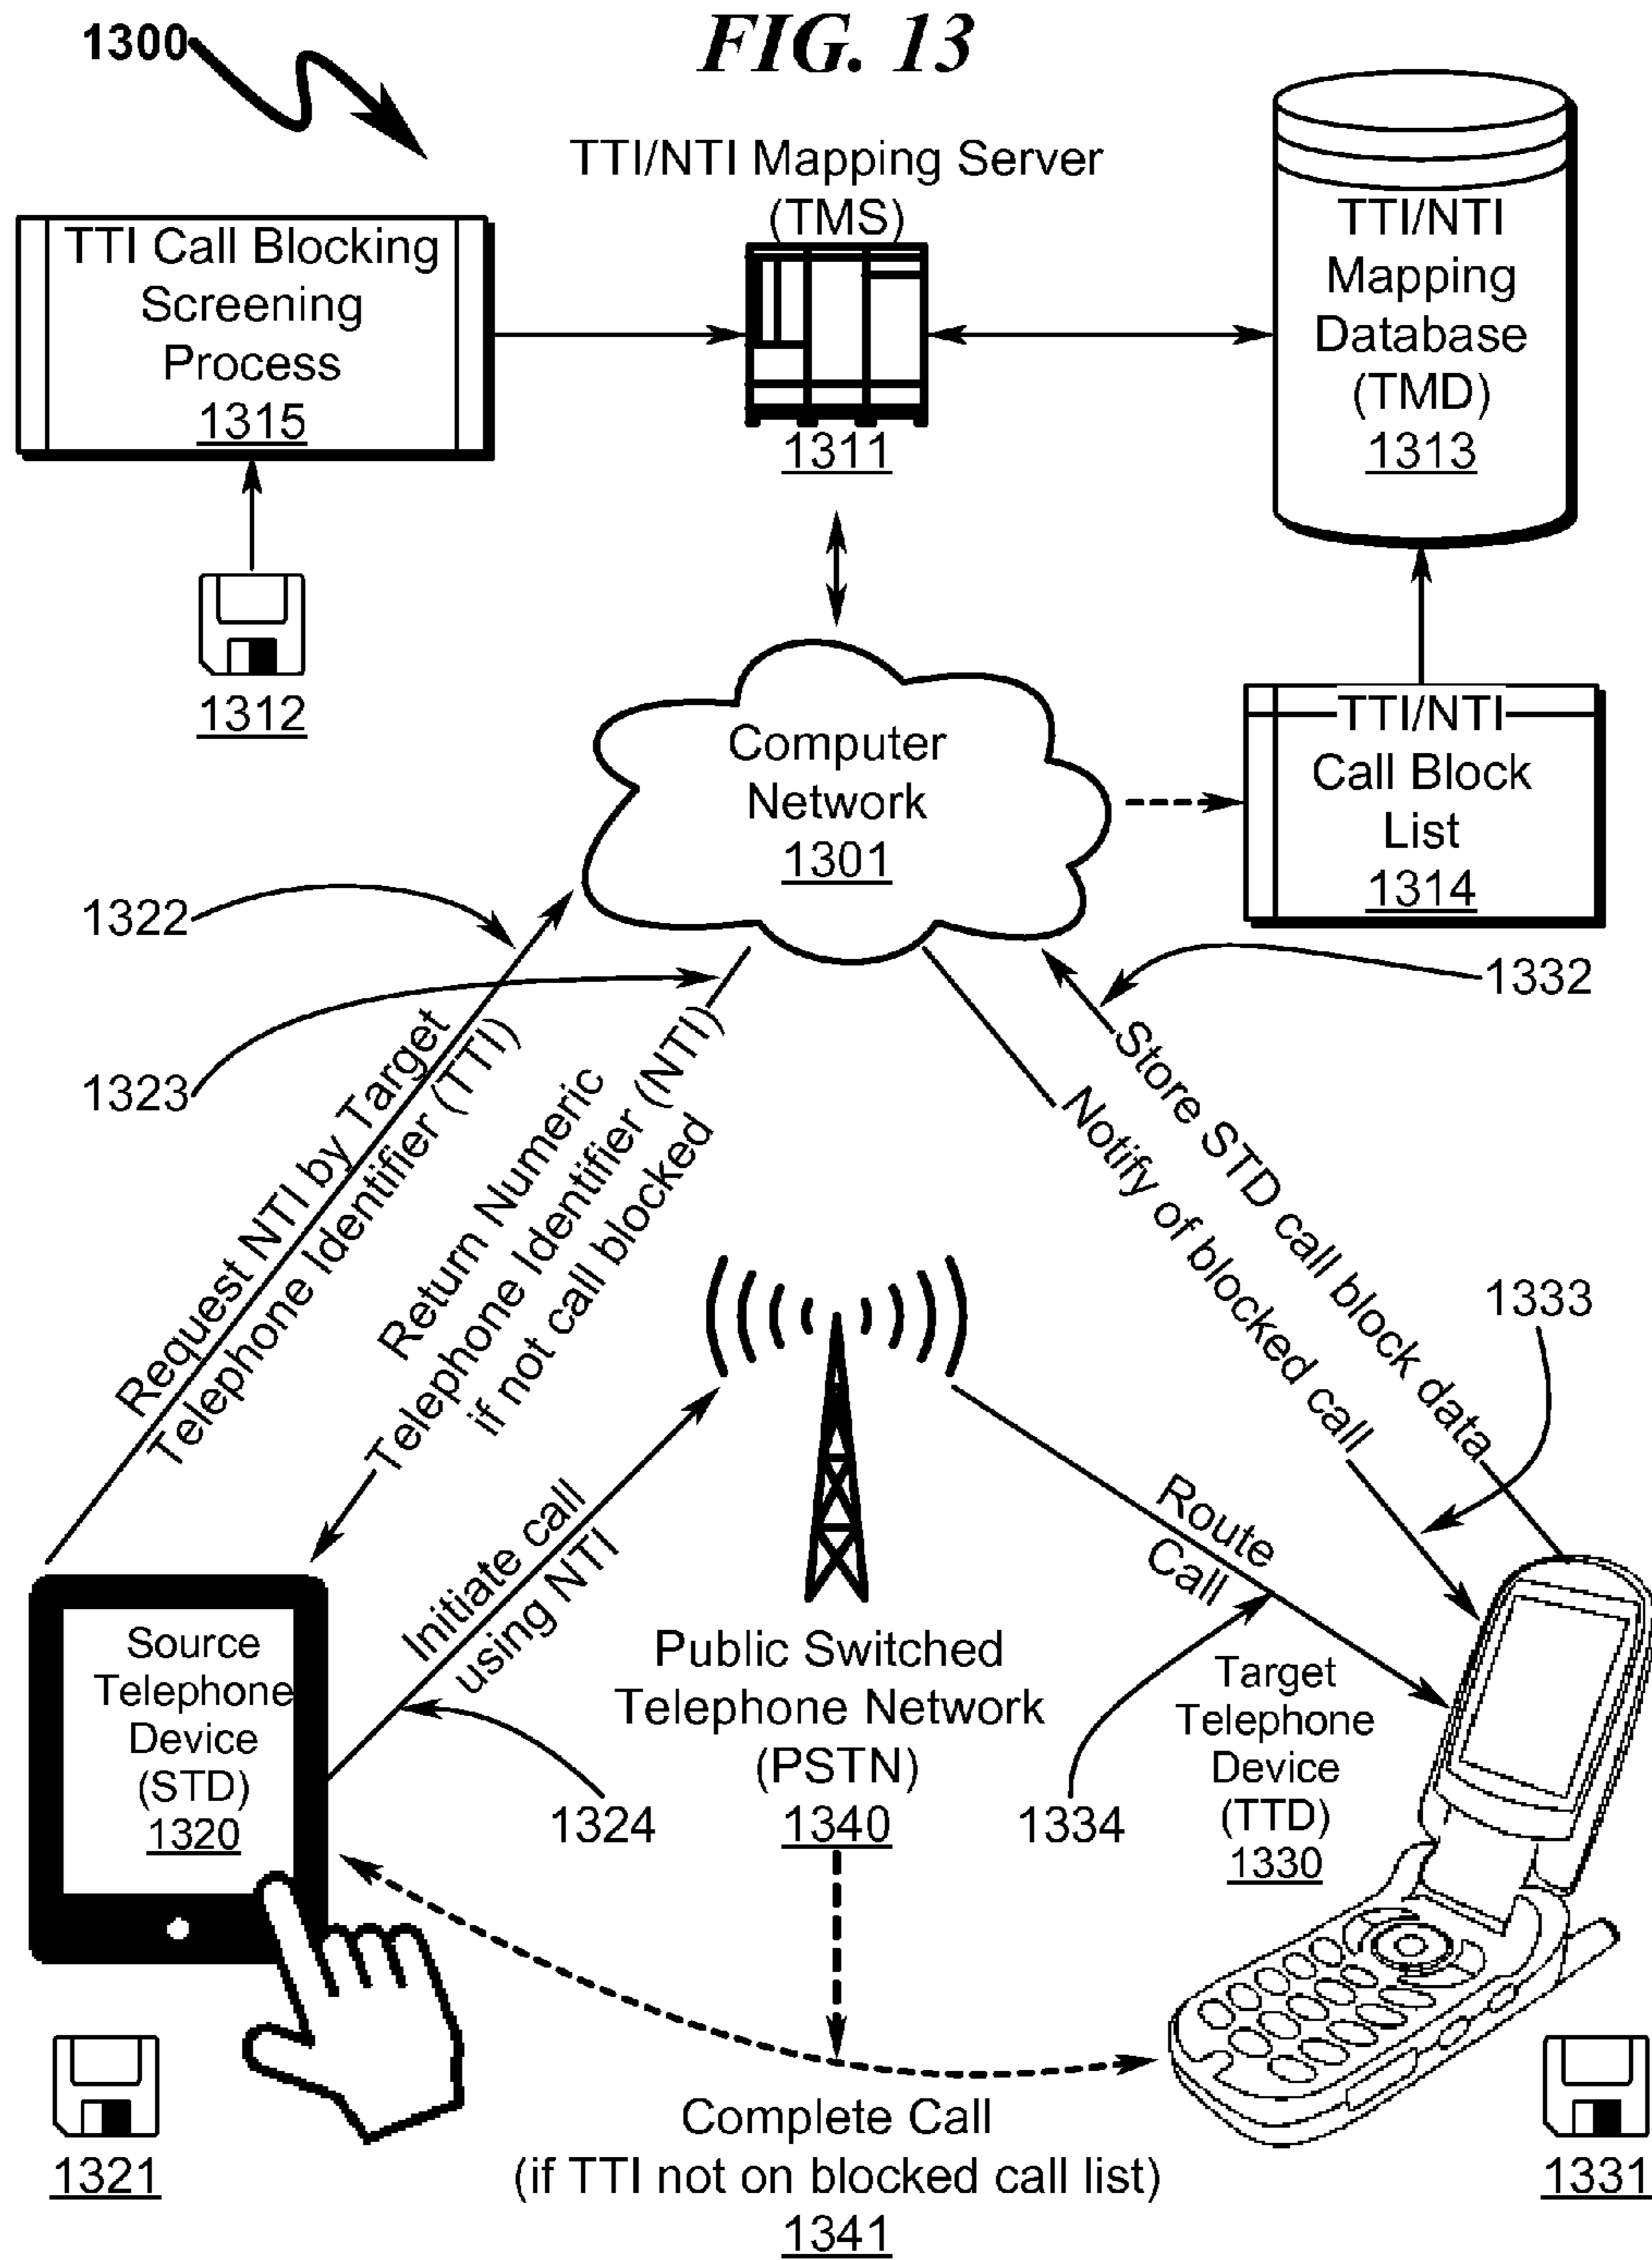 FIG. 13
1300
TTI/NTI Mapping Server
(TMS)
1311
TTI Call Blocking
Screening
Process
1315
1312
TTI/NTI
Mapping
Database
(TMD)
1313
Computer
Network
1301
TTI/NTI
Call Block
List
1314
1322
1323
1332
Request NTI by Target
Telephone Identifier (TTI)
Return Numeric
Telephone Identifier (NTI)
if not call blocked
Store STD call block data
Notify of blocked call
1333
Initiate call
using NTI
Route
Call
Source
Telephone
Device
(STD)
1320
1324
Public Switched
Telephone Network
(PSTN)
1340
1334
Target
Telephone
Device
(TTD)
1330
1321
Complete Call
(if TTI not on blocked call list)
1341
1331